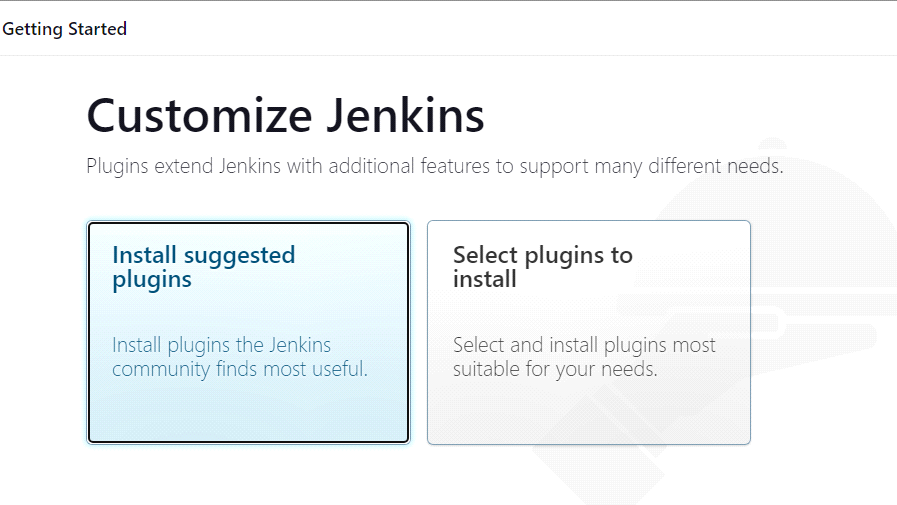 Getting Started
Customize Jenkins
Plugins extend Jenkins with additional features to support many different needs.
Install suggested
plugins
Install plugins the Jenkins
community finds most useful.
Select plugins to
install
Select and install plugins most
suitable for your needs.